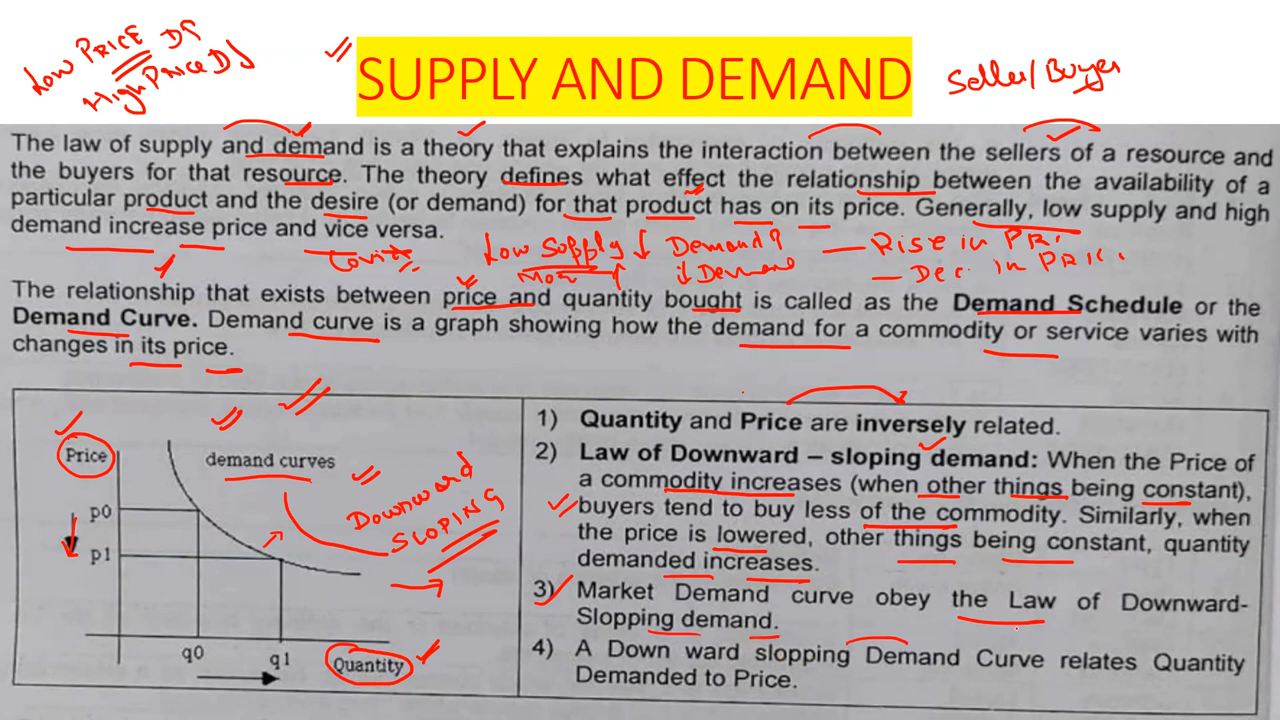 Low PRICE D↑
High Price D↓
SUPPLY AND DEMAND
Seller/Buyer
The law of supply and demand is a theory that explains the interaction between the sellers of a resource and
the buyers for that resource. The theory defines what effect the relationship between the availability of a
particular product and the desire (or demand) for that product has on its price. Generally, low supply and high
demand increase price and vice versa.
Low Supply ↓ Demand↑ — Rise in PRI.
↑ ↓ Demand — Dec. in PRIC.
The relationship that exists between price and quantity bought is called as the Demand Schedule or the
Demand Curve. Demand curve is a graph showing how the demand for a commodity or service varies with
changes in its price.
Price
demand curves
p0
p1
Downward
SLOPING
q0
q1
Quantity
1) Quantity and Price are inversely related.
2) Law of Downward – sloping demand: When the Price of
a commodity increases (when other things being constant),
buyers tend to buy less of the commodity. Similarly, when
the price is lowered, other things being constant, quantity
demanded increases.
3) Market Demand curve obey the Law of Downward-
Slopping demand.
4) A Down ward slopping Demand Curve relates Quantity
Demanded to Price.